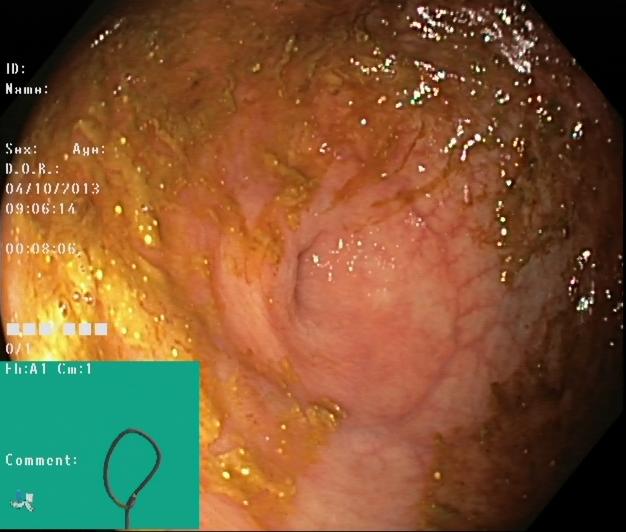 ID:
Name:
Sex: Age:
D.O.B.:
04/10/2013
09:06:14
00:08:06
0/1
Eh:A1 Cm:1
Comment: